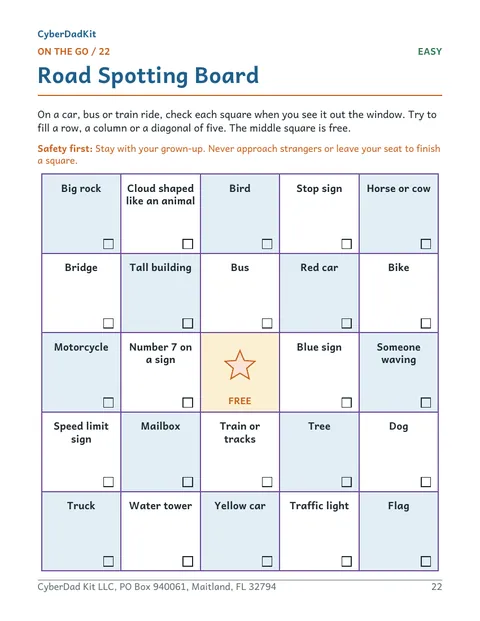 CyberDadKit
ON THE GO / 22
EASY
Road Spotting Board
On a car, bus or train ride, check each square when you see it out the window. Try to
fill a row, a column or a diagonal of five. The middle square is free.
Safety first: Stay with your grown-up. Never approach strangers or leave your seat to finish
a square.
Big rock
Cloud shaped
like an animal
Bird
Stop sign
Horse or cow
Bridge
Tall building
Bus
Red car
Bike
Motorcycle
Number 7 on
a sign
FREE
Blue sign
Someone
waving
Speed limit
sign
Mailbox
Train or
tracks
Tree
Dog
Truck
Water tower
Yellow car
Traffic light
Flag
CyberDad Kit LLC, PO Box 940061, Maitland, FL 32794
22